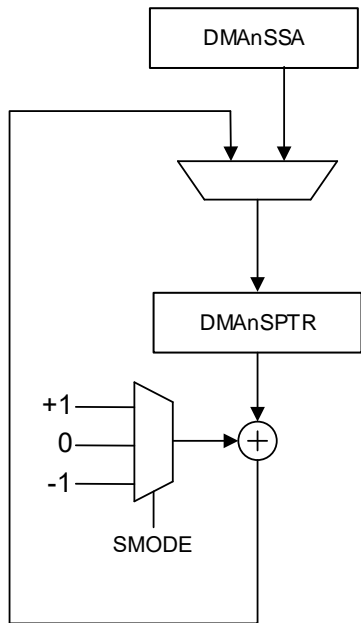 DMAnSSA
DMAnSPTR
+1
0
-1
+
SMODE